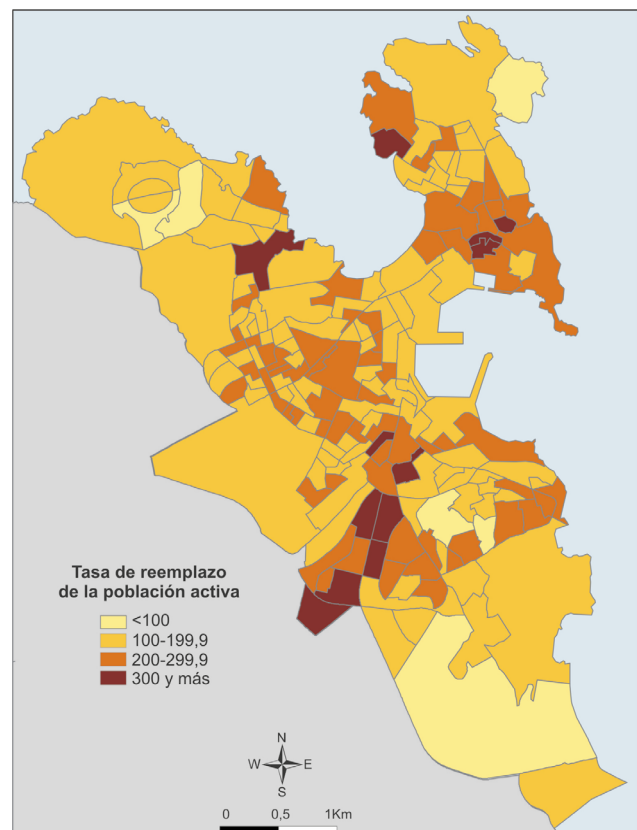 Tasa de reemplazo
de la población activa
<100
100-199,9
200-299,9
300 y más
N
W E
S
0 0,5 1Km